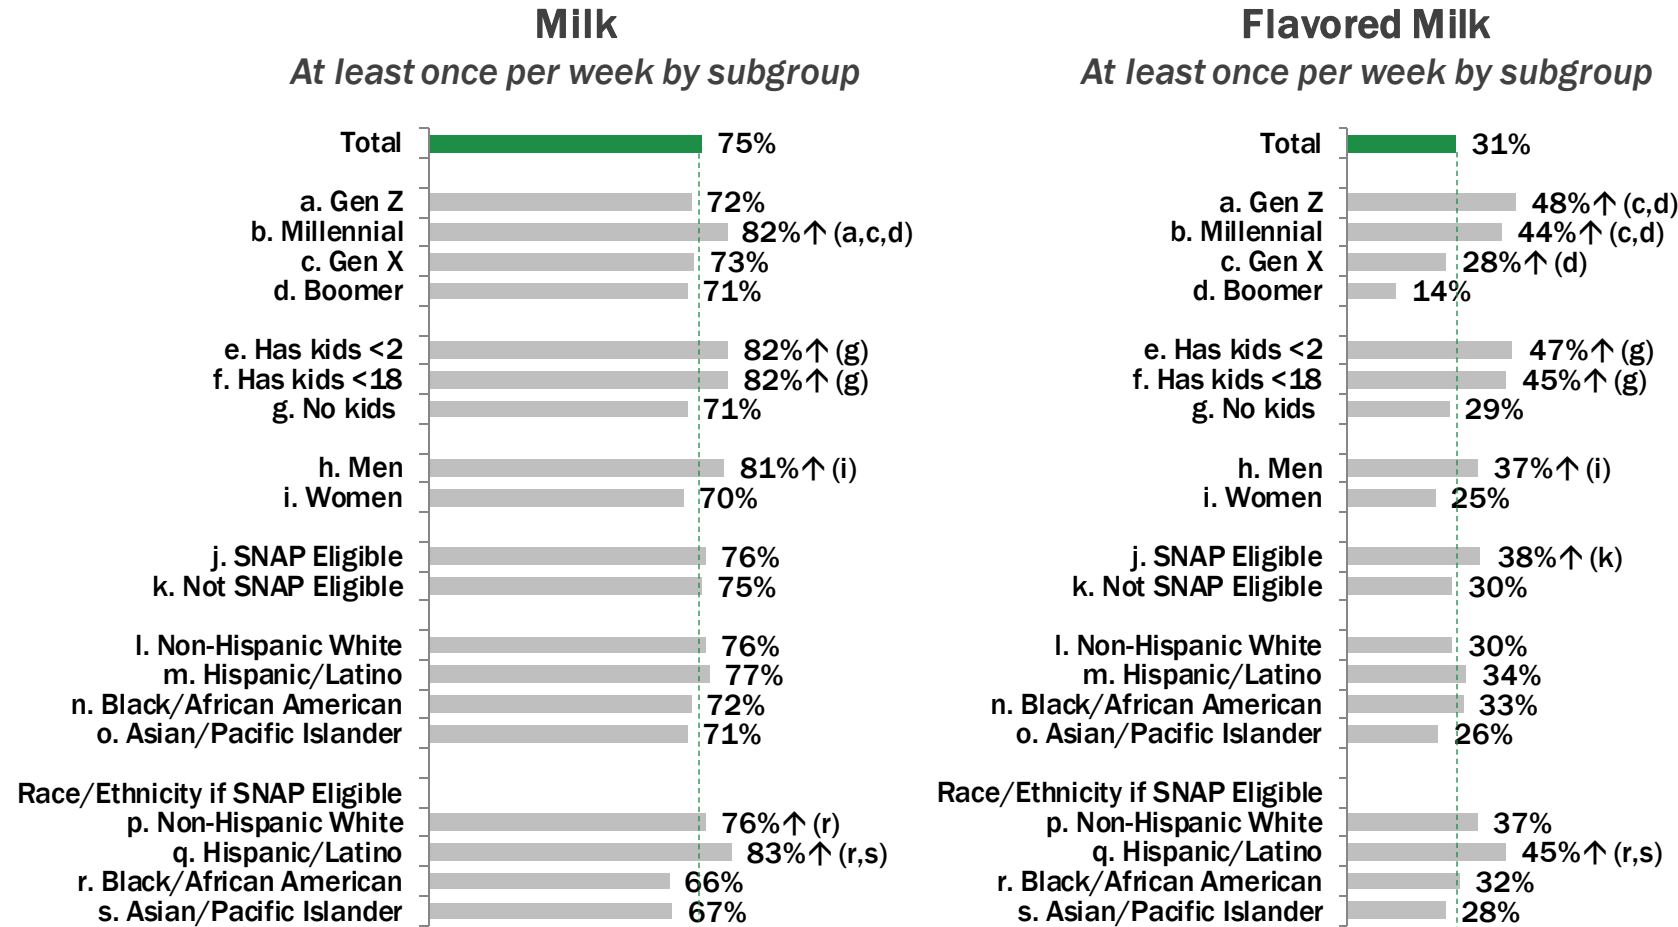 Milk
At least once per week by subgroup
Total 75%
a. Gen Z 72%
b. Millennial 82%↑ (a,c,d)
c. Gen X 73%
d. Boomer 71%
e. Has kids <2 82%↑ (g)
f. Has kids <18 82%↑ (g)
g. No kids 71%
h. Men 81%↑ (i)
i. Women 70%
j. SNAP Eligible 76%
k. Not SNAP Eligible 75%
l. Non-Hispanic White 76%
m. Hispanic/Latino 77%
n. Black/African American 72%
o. Asian/Pacific Islander 71%
Race/Ethnicity if SNAP Eligible
p. Non-Hispanic White 76%↑ (r)
q. Hispanic/Latino 83%↑ (r,s)
r. Black/African American 66%
s. Asian/Pacific Islander 67%
Flavored Milk
At least once per week by subgroup
Total 31%
a. Gen Z 48%↑ (c,d)
b. Millennial 44%↑ (c,d)
c. Gen X 28%↑ (d)
d. Boomer 14%
e. Has kids <2 47%↑ (g)
f. Has kids <18 45%↑ (g)
g. No kids 29%
h. Men 37%↑ (i)
i. Women 25%
j. SNAP Eligible 38%↑ (k)
k. Not SNAP Eligible 30%
l. Non-Hispanic White 30%
m. Hispanic/Latino 34%
n. Black/African American 33%
o. Asian/Pacific Islander 26%
Race/Ethnicity if SNAP Eligible
p. Non-Hispanic White 37%
q. Hispanic/Latino 45%↑ (r,s)
r. Black/African American 32%
s. Asian/Pacific Islander 28%